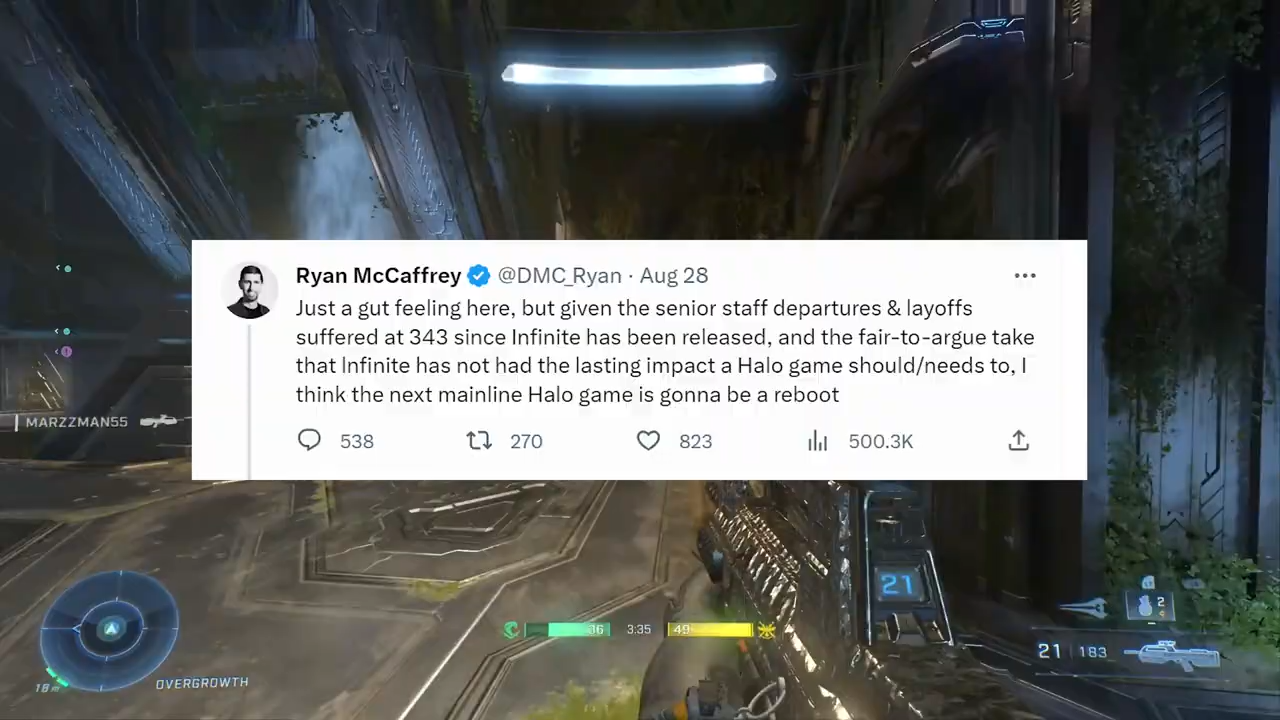 Ryan McCaffrey @DMC_Ryan · Aug 28
Just a gut feeling here, but given the senior staff departures & layoffs
suffered at 343 since Infinite has been released, and the fair-to-argue take
that Infinite has not had the lasting impact a Halo game should/needs to, I
think the next mainline Halo game is gonna be a reboot
538 270 823 500.3K
MARZZMAN55
21
36 3:35 49
2
21 183
18m OVERGROWTH